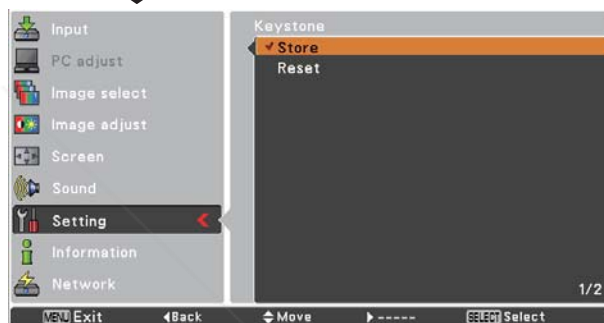 Input
PC adjust
Image select
Image adjust
Screen
Sound
Setting
Information
Network
Keystone
Store
Reset
1/2
MENU Exit ◀Back Move ▶----- SELECT Select